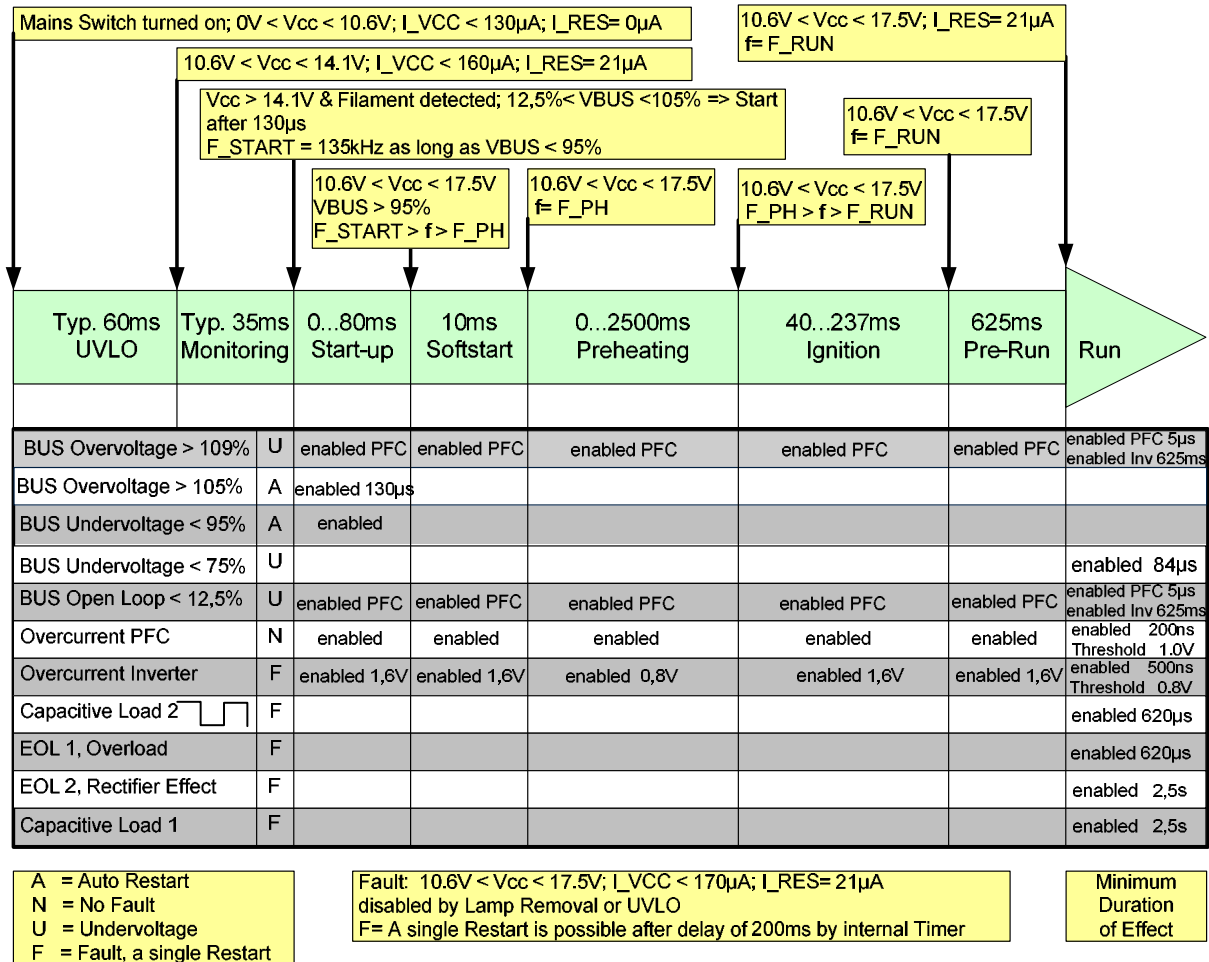 Mains Switch turned on; 0V < Vcc < 10.6V; I_VCC < 130µA; I_RES= 0µA
10.6V < Vcc < 17.5V; I_RES= 21µA
f= F_RUN
10.6V < Vcc < 14.1V; I_VCC < 160µA; I_RES= 21µA
Vcc > 14.1V & Filament detected; 12,5%< VBUS <105% => Start
after 130µs
F_START = 135kHz as long as VBUS < 95%
10.6V < Vcc < 17.5V
f= F_RUN
10.6V < Vcc < 17.5V
VBUS > 95%
F_START > f > F_PH
10.6V < Vcc < 17.5V
f= F_PH
10.6V < Vcc < 17.5V
F_PH > f > F_RUN
Typ. 60ms
UVLO
Typ. 35ms
Monitoring
0...80ms
Start-up
10ms
Softstart
0...2500ms
Preheating
40...237ms
Ignition
625ms
Pre-Run
Run
BUS Overvoltage > 109% U enabled PFC enabled PFC enabled PFC enabled PFC enabled PFC enabled PFC 5µs
enabled Inv 625ms
BUS Overvoltage > 105% A enabled 130µs
BUS Undervoltage < 95% A enabled
BUS Undervoltage < 75% U enabled 84µs
BUS Open Loop < 12,5% U enabled PFC enabled PFC enabled PFC enabled PFC enabled PFC enabled PFC 5µs
enabled Inv 625ms
Overcurrent PFC N enabled enabled enabled enabled enabled enabled 200ns
Threshold 1.0V
Overcurrent Inverter F enabled 1,6V enabled 1,6V enabled 0,8V enabled 1,6V enabled 1,6V enabled 500ns
Threshold 0.8V
Capacitive Load 2 F enabled 620µs
EOL 1, Overload F enabled 620µs
EOL 2, Rectifier Effect F enabled 2,5s
Capacitive Load 1 F enabled 2,5s
A = Auto Restart
N = No Fault
U = Undervoltage
F = Fault, a single Restart
Fault: 10.6V < Vcc < 17.5V; I_VCC < 170µA; I_RES= 21µA
disabled by Lamp Removal or UVLO
F= A single Restart is possible after delay of 200ms by internal Timer
Minimum
Duration
of Effect